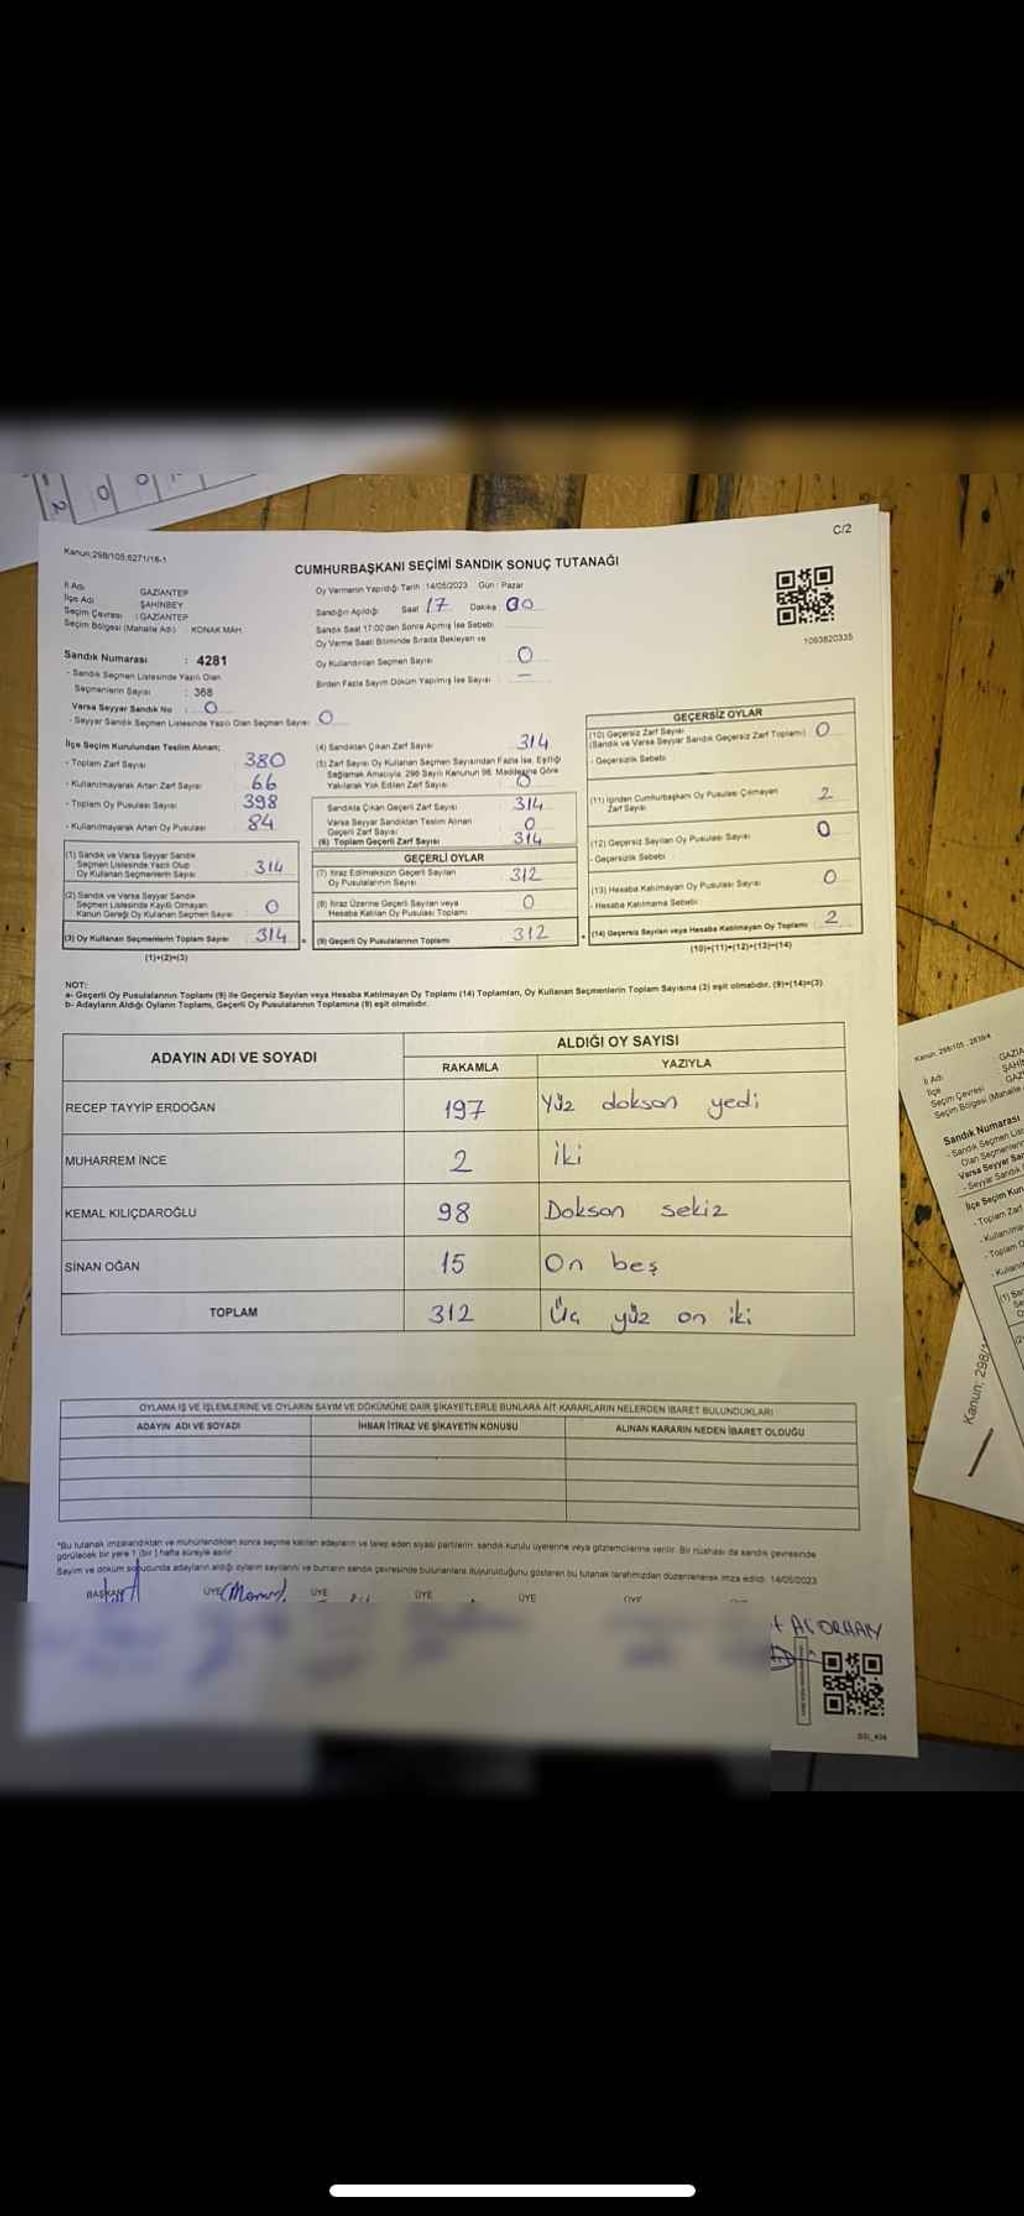 C/2
Kanun;298/105;6271/16-1
CUMHURBAŞKANI SEÇİMİ SANDIK SONUÇ TUTANAĞI
İl Adı : GAZİANTEP
İlçe Adı : ŞAHİNBEY
Seçim Çevresi : GAZİANTEP
Seçim Bölgesi (Mahalle Adı) : KONAK MAH.
Oy Vermenin Yapıldığı Tarih : 14/05/2023 Gün : Pazar
Sandığın Açıldığı Saat 17 Dakika 00
Sandık Saat 17:00'den Sonra Açılmış İse Sebebi
Oy Verme Saati Bitiminde Sırada Bekleyen ve
Oy Kullandırılan Seçmen Sayısı 0
Birden Fazla Sayım Döküm Yapılmış İse Sayısı : —
1093820335
Sandık Numarası : 4281
- Sandık Seçmen Listesinde Yazılı Olan
Seçmenlerin Sayısı : 368
Varsa Seyyar Sandık No : 0
- Seyyar Sandık Seçmen Listesinde Yazılı Olan Seçmen Sayısı 0
İlçe Seçim Kurulundan Teslim Alınan;
- Toplam Zarf Sayısı 380
- Kullanılmayarak Artan Zarf Sayısı 66
- Toplam Oy Pusulası Sayısı 398
- Kullanılmayarak Artan Oy Pusulası 84
(1) Sandık ve Varsa Seyyar Sandık
Seçmen Listesinde Yazılı Olup
Oy Kullanan Seçmenlerin Sayısı 314
(2) Sandık ve Varsa Seyyar Sandık
Seçmen Listesinde Kayıtlı Olmayan
Kanun Gereği Oy Kullanan Seçmen Sayısı 0
(3) Oy Kullanan Seçmenlerin Toplam Sayısı 314
(1)+(2)=(3)
(4) Sandıktan Çıkan Zarf Sayısı 314
(5) Zarf Sayısı Oy Kullanan Seçmen Sayısından Fazla İse, Eşitliği
Sağlamak Amacıyla, 298 Sayılı Kanunun 98. Maddesine Göre
Yakılarak Yok Edilen Zarf Sayısı 0
Sandıkta Çıkan Geçerli Zarf Sayısı 314
Varsa Seyyar Sandıktan Teslim Alınan
Geçerli Zarf Sayısı 0
(6) Toplam Geçerli Zarf Sayısı 314
GEÇERLİ OYLAR
(7) İtiraz Edilmeksizin Geçerli Sayılan
Oy Pusulalarının Sayısı 312
(8) İtiraz Üzerine Geçerli Sayılan veya
Hesaba Katılan Oy Pusulası Toplamı 0
(9) Geçerli Oy Pusulalarının Toplamı 312
GEÇERSİZ OYLAR
(10) Geçersiz Zarf Sayısı
(Sandık ve Varsa Seyyar Sandık Geçersiz Zarf Toplamı) 0
- Geçersizlik Sebebi
(11) İçinden Cumhurbaşkanı Oy Pusulası Çıkmayan
Zarf Sayısı 2
(12) Geçersiz Sayılan Oy Pusulası Sayısı 0
- Geçersizlik Sebebi
(13) Hesaba Katılmayan Oy Pusulası Sayısı 0
- Hesaba Katılmama Sebebi
(14) Geçersiz Sayılan veya Hesaba Katılmayan Oy Toplamı 2
(10)+(11)+(12)+(13)=(14)
NOT:
a- Geçerli Oy Pusulalarının Toplamı (9) ile Geçersiz Sayılan veya Hesaba Katılmayan Oy Toplamı (14) Toplamları, Oy Kullanan Seçmenlerin Toplam Sayısına (3) eşit olmalıdır. (9)+(14)=(3)
b- Adayların Aldığı Oyların Toplamı, Geçerli Oy Pusulalarının Toplamına (9) eşit olmalıdır.
ADAYIN ADI VE SOYADI ALDIĞI OY SAYISI
RAKAMLA YAZIYLA
RECEP TAYYİP ERDOĞAN 197 Yüz doksan yedi
MUHARREM İNCE 2 iki
KEMAL KILIÇDAROĞLU 98 Doksan sekiz
SİNAN OĞAN 15 On beş
TOPLAM 312 Üç yüz on iki
OYLAMA İŞ VE İŞLEMLERİNE VE OYLARIN SAYIM VE DÖKÜMÜNE DAİR ŞİKAYETLERLE BUNLARA AİT KARARLARIN NELERDEN İBARET BULUNDUKLARI
ADAYIN ADI VE SOYADI İHBAR İTİRAZ VE ŞİKAYETİN KONUSU ALINAN KARARIN NEDEN İBARET OLDUĞU
*Bu tutanak imzalandıktan ve mühürlendikten sonra seçime katılan adayların ve talep eden siyasi partilerin sandık kurulu üyelerine veya gözlemcilerine verilir. Bir nüshası da sandık çevresinde
görülecek bir yere 1 (bir) hafta süreyle asılır.
Sayım ve döküm sonucunda adayların aldığı oyların sayılarını ve bunların sandık çevresinde bulunanlara duyurulduğunu gösteren bu tutanak tarafımızdan düzenlenerek imza edildi. 14/05/2023
BAŞKAN ÜYE ÜYE ÜYE ÜYE ÜYE
ORHAN
Kanun; 298/105
İl Adı
İlçe
Seçim Çevresi
Seçim Bölgesi (Mahalle
Sandık Numarası
- Sandık Seçmen Lis
Olan Seçmenlerin
Varsa Seyyar San
- Seyyar Sandık
İlçe Seçim Kur
- Toplam Zarf
- Kullanılma
- Toplam O
- Kullanıl
Kanun; 298/1